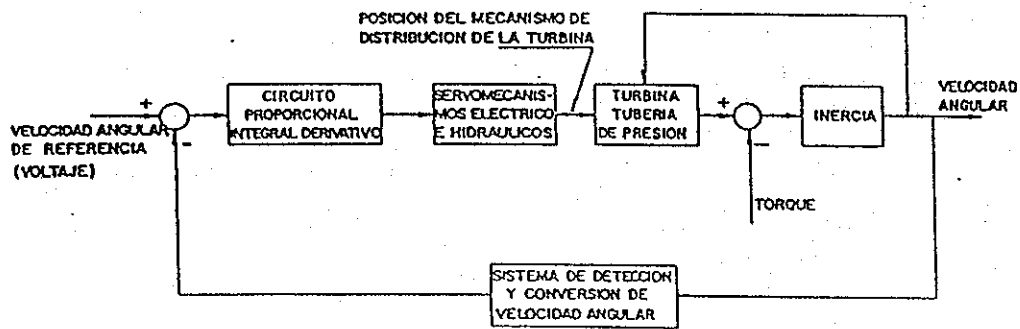 POSICION DEL MECANISMO DE
DISTRIBUCION DE LA TURBINA
+
VELOCIDAD ANGULAR
DE REFERENCIA
(VOLTAJE)
-
CIRCUITO
PROPORCIONAL
INTEGRAL DERIVATIVO
SERVOMECANIS-
MOS ELECTRICO
E HIDRAULICOS
TURBINA
TUBERIA
DE PRESIÓN
+
-
TORQUE
INERCIA
VELOCIDAD
ANGULAR
SISTEMA DE DETECCION
Y CONVERSION DE
VELOCIDAD ANGULAR